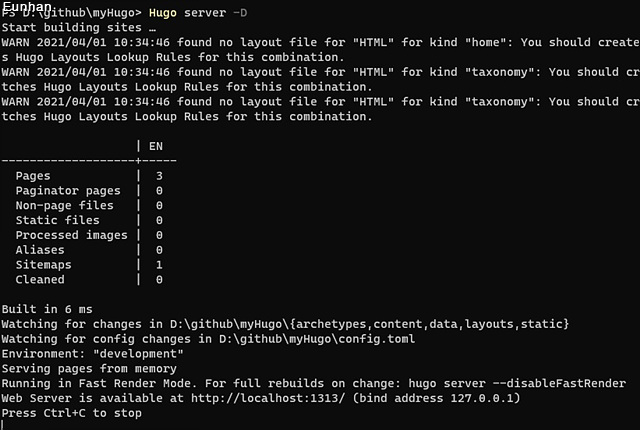 Eunhan
PS D:\github\myHugo> Hugo server -D
Start building sites …
WARN 2021/04/01 10:34:46 found no layout file for "HTML" for kind "home": You should create
s Hugo Layouts Lookup Rules for this combination.
WARN 2021/04/01 10:34:46 found no layout file for "HTML" for kind "taxonomy": You should cr
tches Hugo Layouts Lookup Rules for this combination.
WARN 2021/04/01 10:34:46 found no layout file for "HTML" for kind "taxonomy": You should cr
tches Hugo Layouts Lookup Rules for this combination.
                   | EN
-------------------+-----
  Pages            |  3
  Paginator pages  |  0
  Non-page files   |  0
  Static files     |  0
  Processed images |  0
  Aliases          |  0
  Sitemaps         |  1
  Cleaned          |  0
Built in 6 ms
Watching for changes in D:\github\myHugo\{archetypes,content,data,layouts,static}
Watching for config changes in D:\github\myHugo\config.toml
Environment: "development"
Serving pages from memory
Running in Fast Render Mode. For full rebuilds on change: hugo server --disableFastRender
Web Server is available at http://localhost:1313/ (bind address 127.0.0.1)
Press Ctrl+C to stop